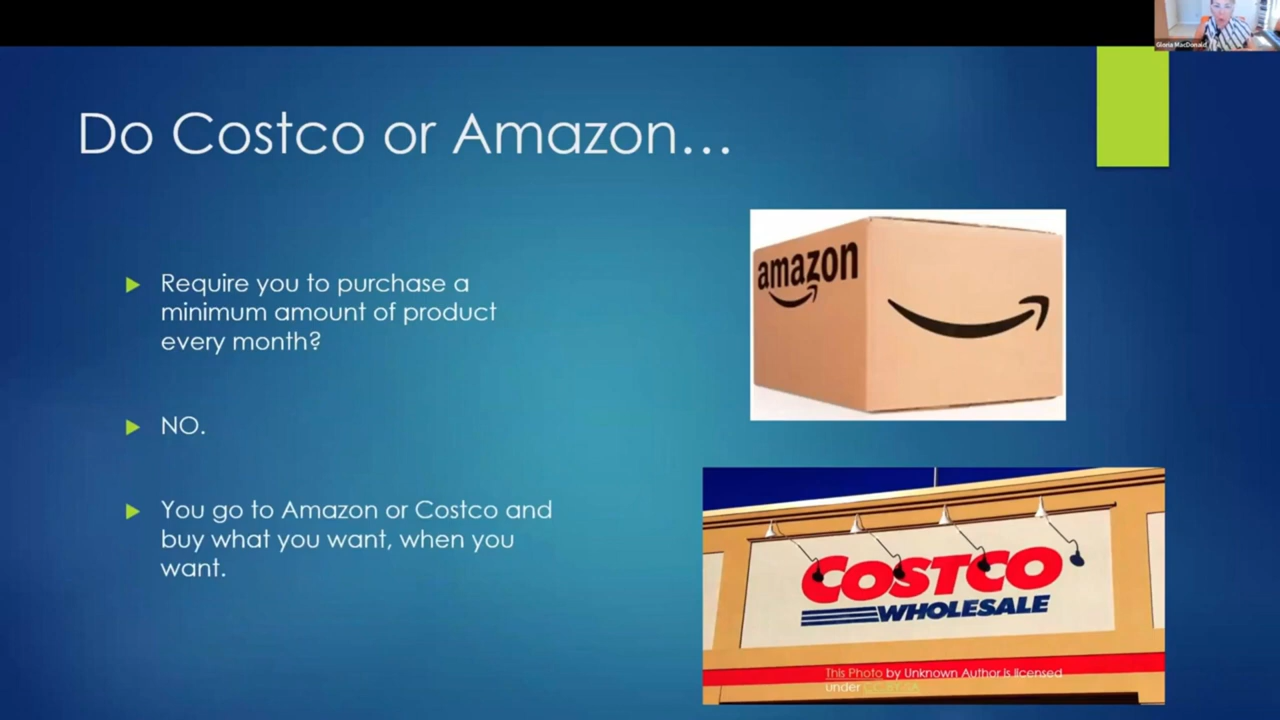 Gloria MacDonald
Do Costco or Amazon...
Require you to purchase a
minimum amount of product
every month?
NO.
You go to Amazon or Costco and
buy what you want, when you
want.
amazon
COSTCO
WHOLESALE
This Photo by Unknown Author is licensed
under